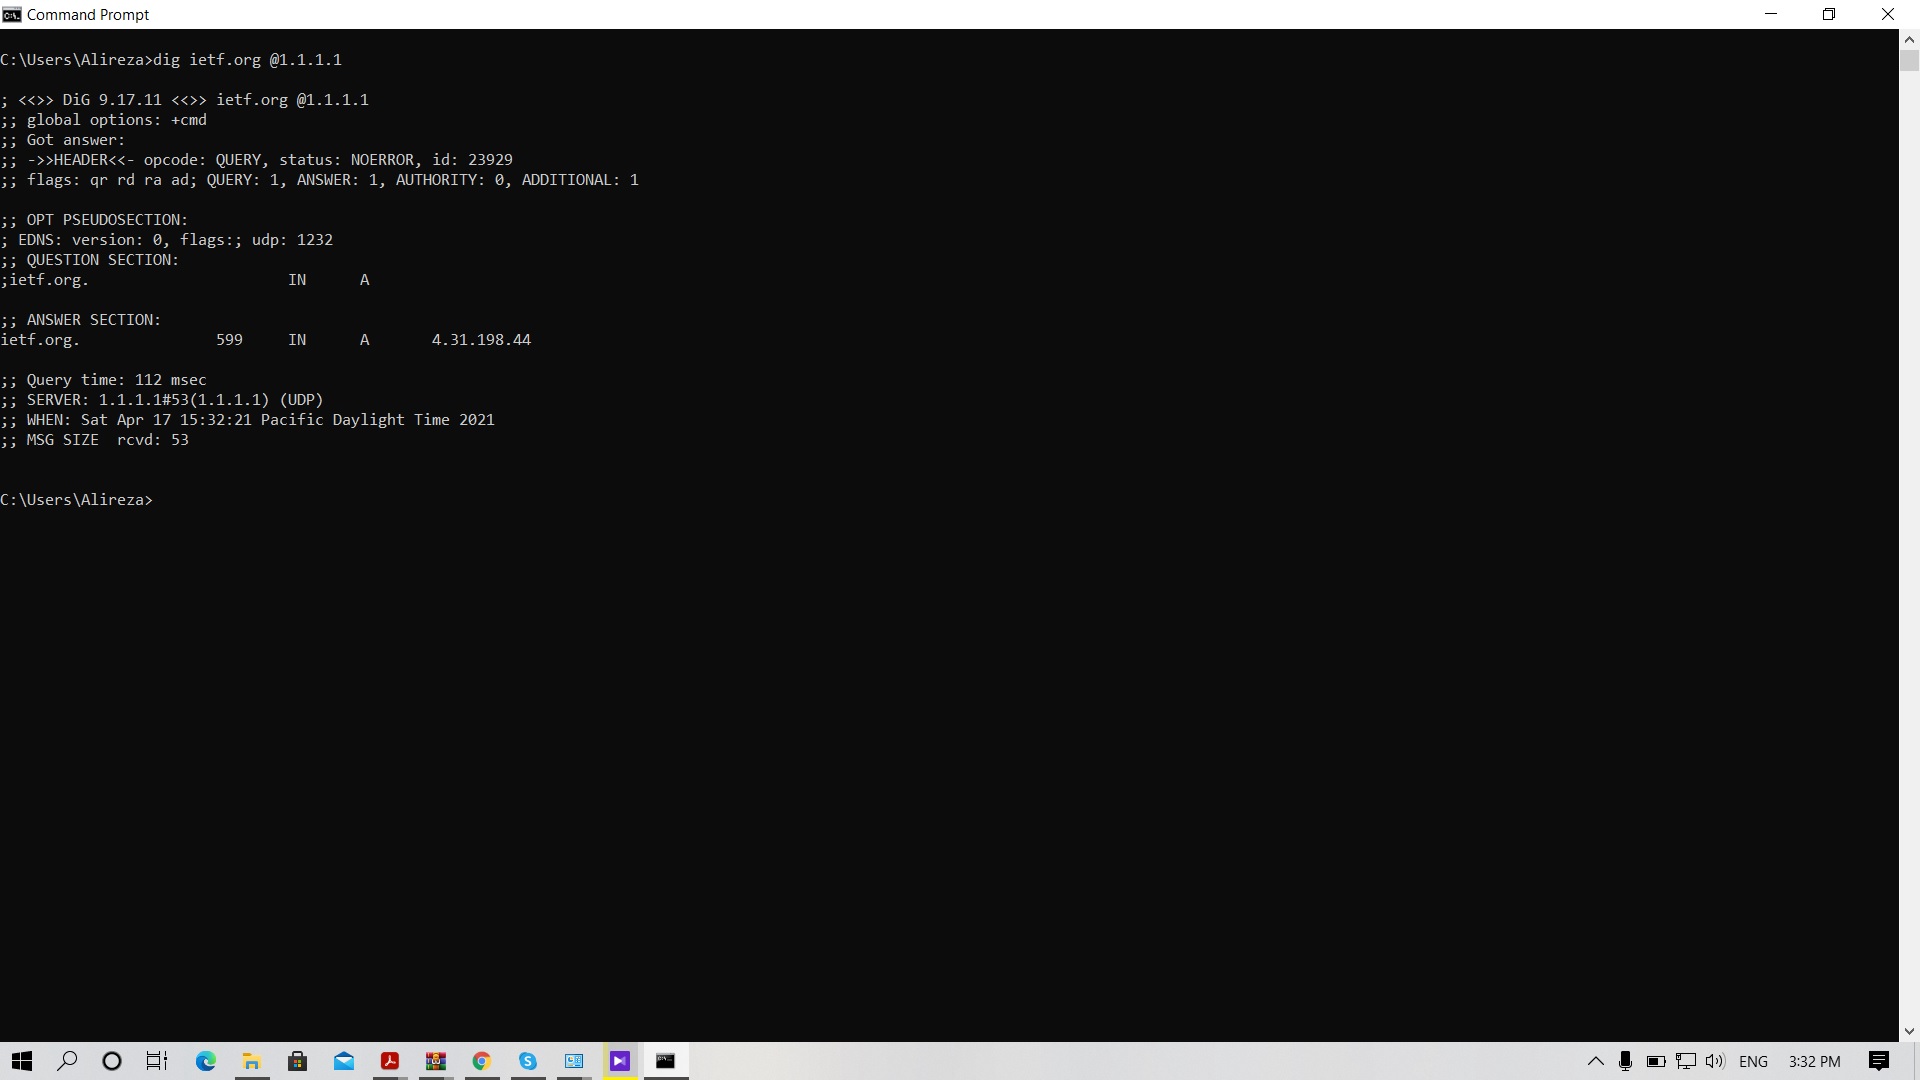 Command Prompt
C:\Users\Alireza>dig ietf.org @1.1.1.1
; <<>> DiG 9.17.11 <<>> ietf.org @1.1.1.1
;; global options: +cmd
;; Got answer:
;; ->>HEADER<<- opcode: QUERY, status: NOERROR, id: 23929
;; flags: qr rd ra ad; QUERY: 1, ANSWER: 1, AUTHORITY: 0, ADDITIONAL: 1
;; OPT PSEUDOSECTION:
; EDNS: version: 0, flags:; udp: 1232
;; QUESTION SECTION:
;ietf.org. IN A
;; ANSWER SECTION:
ietf.org. 599 IN A 4.31.198.44
;; Query time: 112 msec
;; SERVER: 1.1.1.1#53(1.1.1.1) (UDP)
;; WHEN: Sat Apr 17 15:32:21 Pacific Daylight Time 2021
;; MSG SIZE rcvd: 53
C:\Users\Alireza>
ENG 3:32 PM